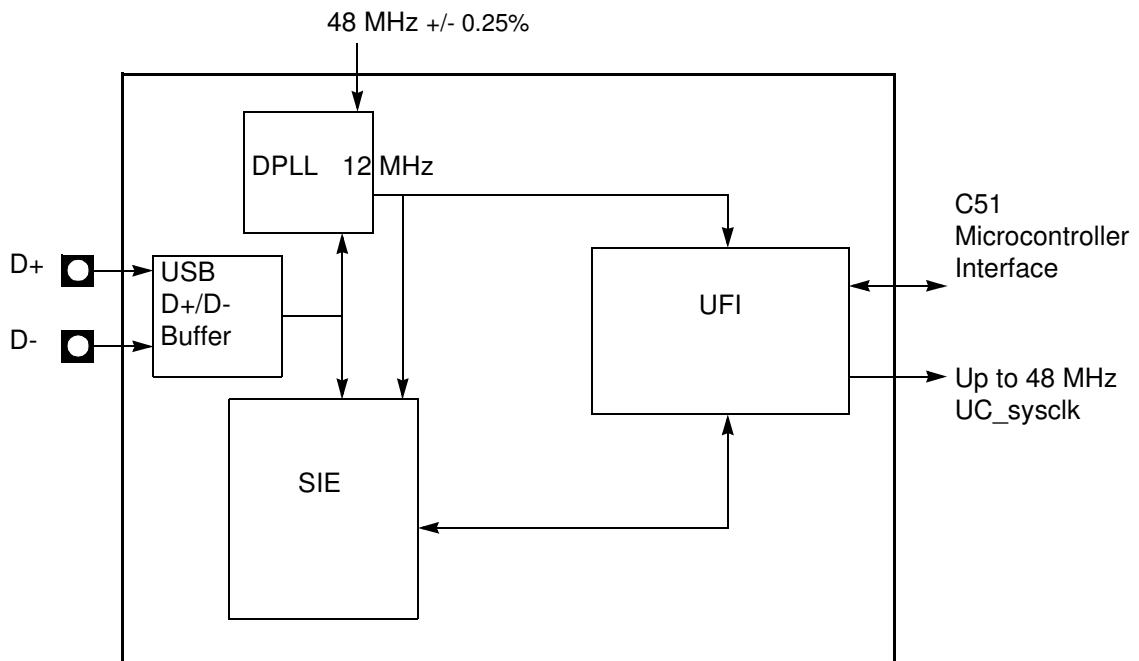 48 MHz +/- 0.25%
DPLL 12 MHz
C51
Microcontroller
Interface
D+
USB
D+/D-
Buffer
D-
UFI
Up to 48 MHz
UC_sysclk
SIE